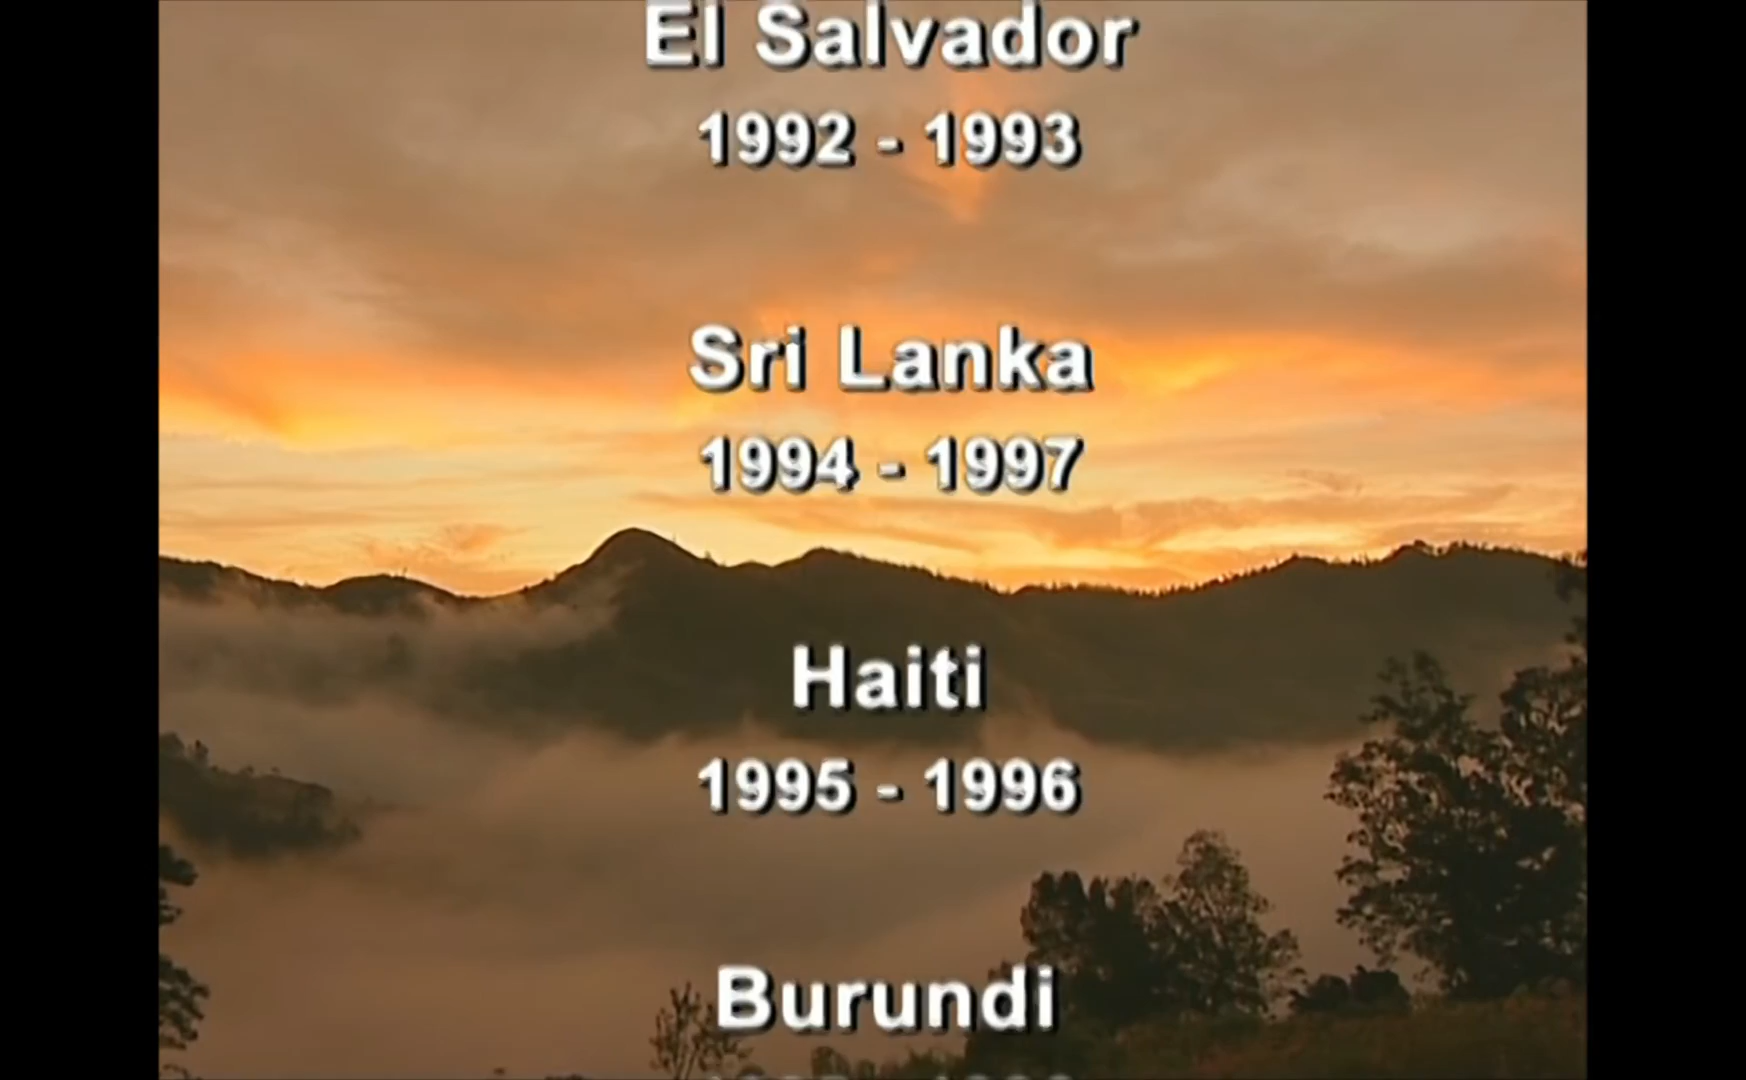 El Salvador
1992 - 1993
Sri Lanka
1994 - 1997
Haiti
1995 - 1996
Burundi